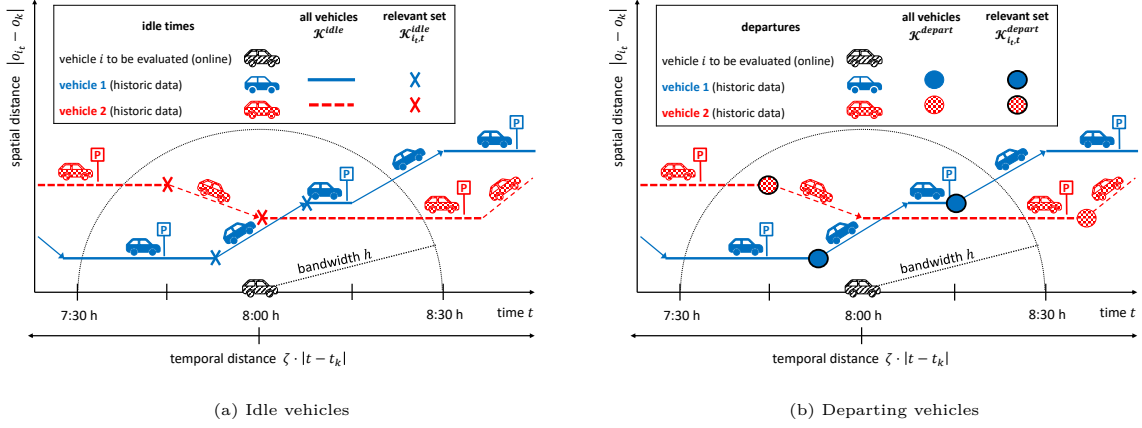 idle times
all vehicles
𝒦^idle
relevant set
𝒦^idle_{i_t,t}
vehicle i to be evaluated (online)
vehicle 1 (historic data)
vehicle 2 (historic data)
spatial distance |o_{i_t} − o_k|
P
P
P
P
P
bandwidth h
7:30 h
8:00 h
8:30 h
time t
temporal distance ζ · |t − t_k|
(a) Idle vehicles
departures
all vehicles
𝒦^depart
relevant set
𝒦^depart_{i_t,t}
vehicle i to be evaluated (online)
vehicle 1 (historic data)
vehicle 2 (historic data)
spatial distance |o_{i_t} − o_k|
P
P
P
P
P
bandwidth h
7:30 h
8:00 h
8:30 h
time t
temporal distance ζ · |t − t_k|
(b) Departing vehicles